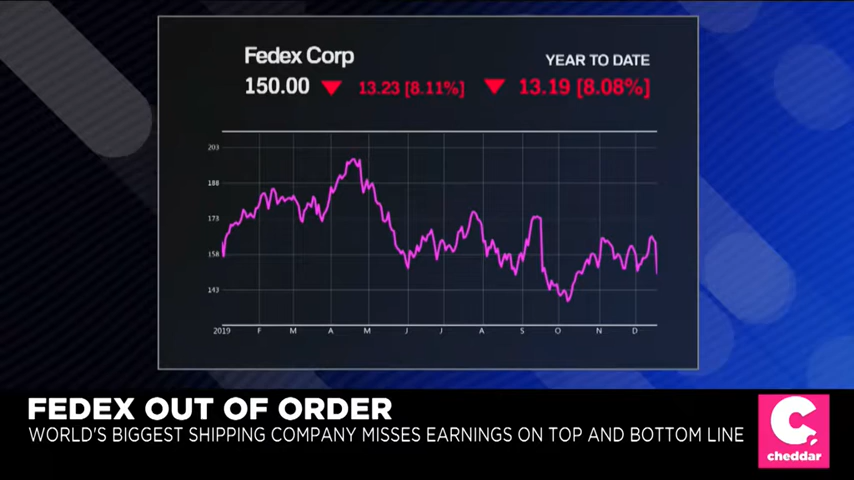 Fedex Corp
YEAR TO DATE
150.00 ▼ 13.23 [8.11%] ▼ 13.19 [8.08%]
203
188
173
158
143
2019 F M A M J J A S O N D
FEDEX OUT OF ORDER
WORLD'S BIGGEST SHIPPING COMPANY MISSES EARNINGS ON TOP AND BOTTOM LINE
C
cheddar